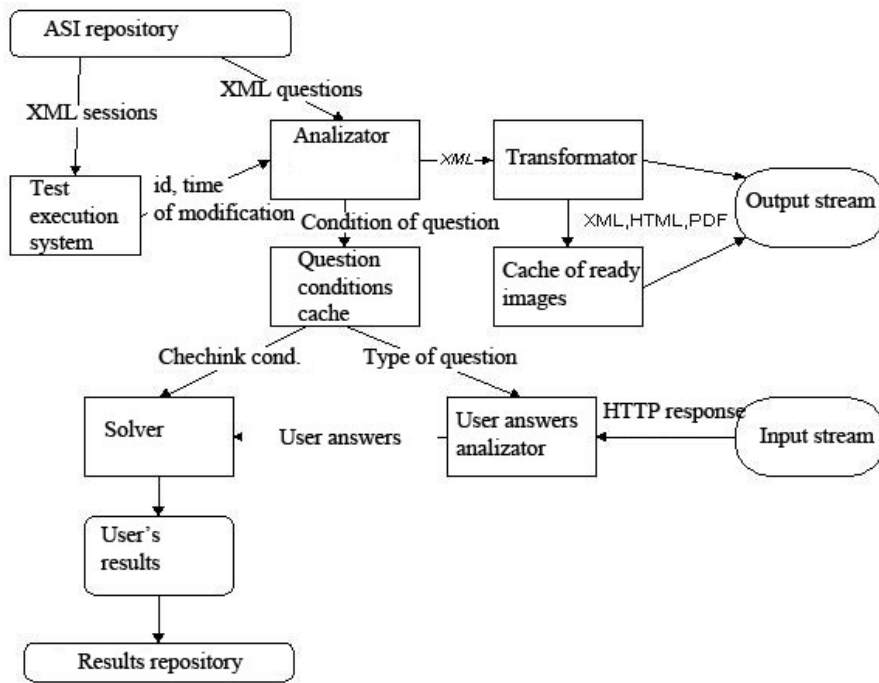 ASI repository
XML questions
XML sessions
Analizator
XML
Transformator
Test
execution
system
id, time
of modification
Output stream
Condition of question
XML,HTML,PDF
Question
conditions
cache
Cache of ready
images
Chechink cond.
Type of question
Solver
User answers
User answers
analizator
HTTP response
Input stream
User’s
results
Results repository